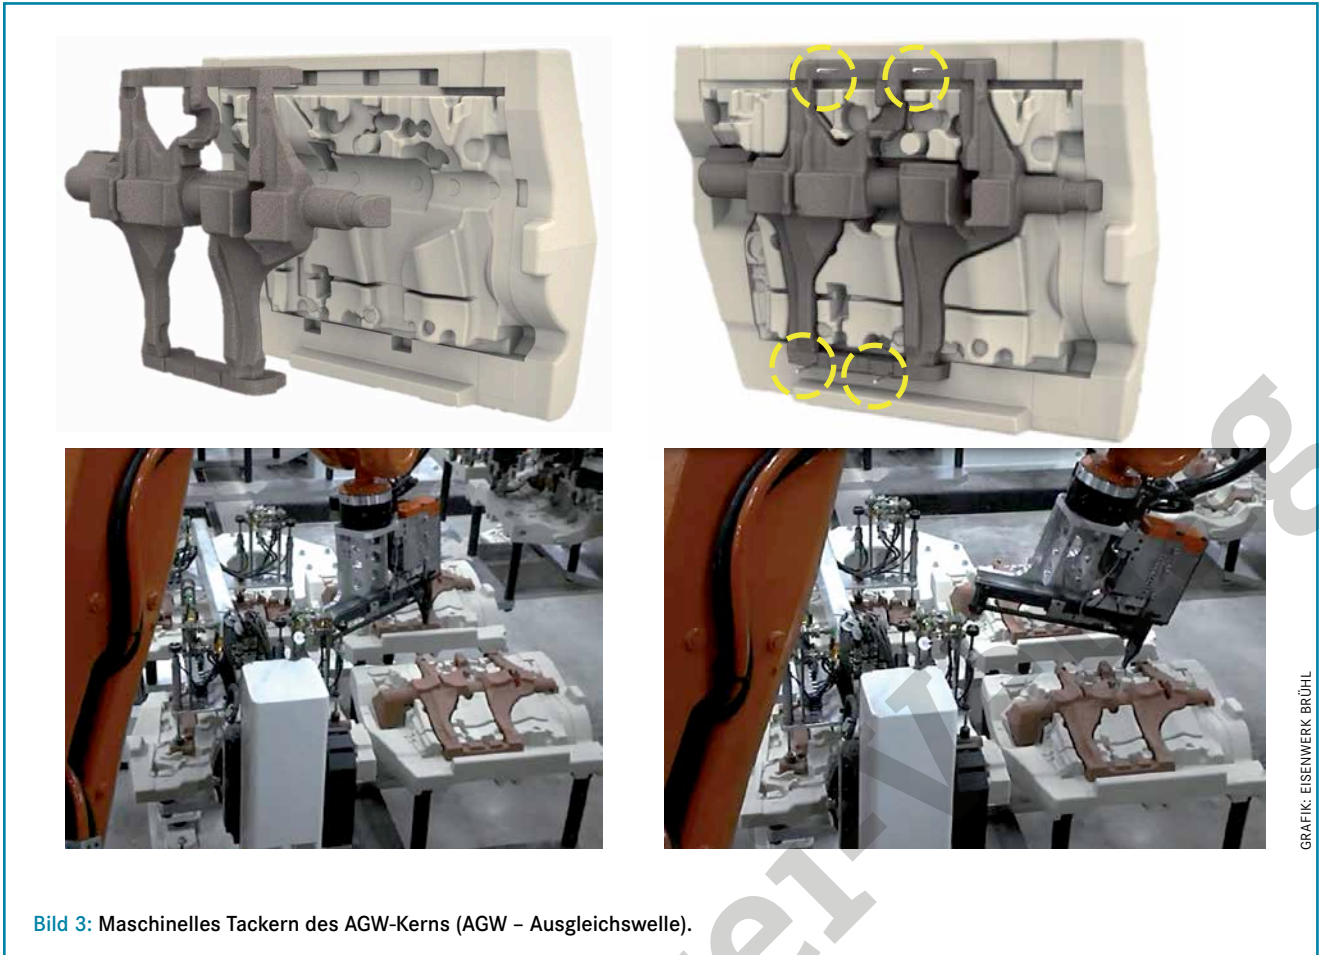 GRAFIK: EISENWERK BRÜHL
Bild 3: Maschinelles Tackern des AGW-Kerns (AGW – Ausgleichswelle).